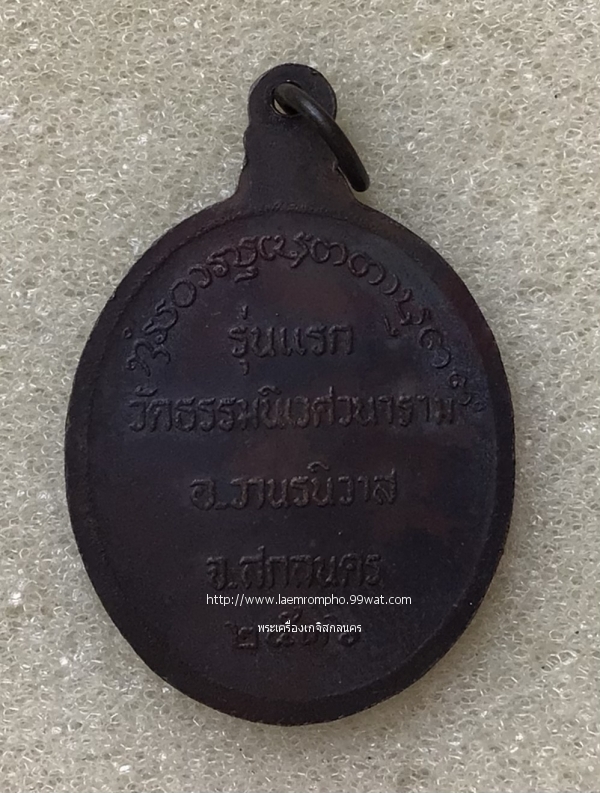 รุ่นแรก
วัดธรรมนิเวศวนาราม
อ.วานรนิวาส
จ.สกลนคร
http://www.laemrompho.99wat.com
พระเครื่องเกจิสกลนคร